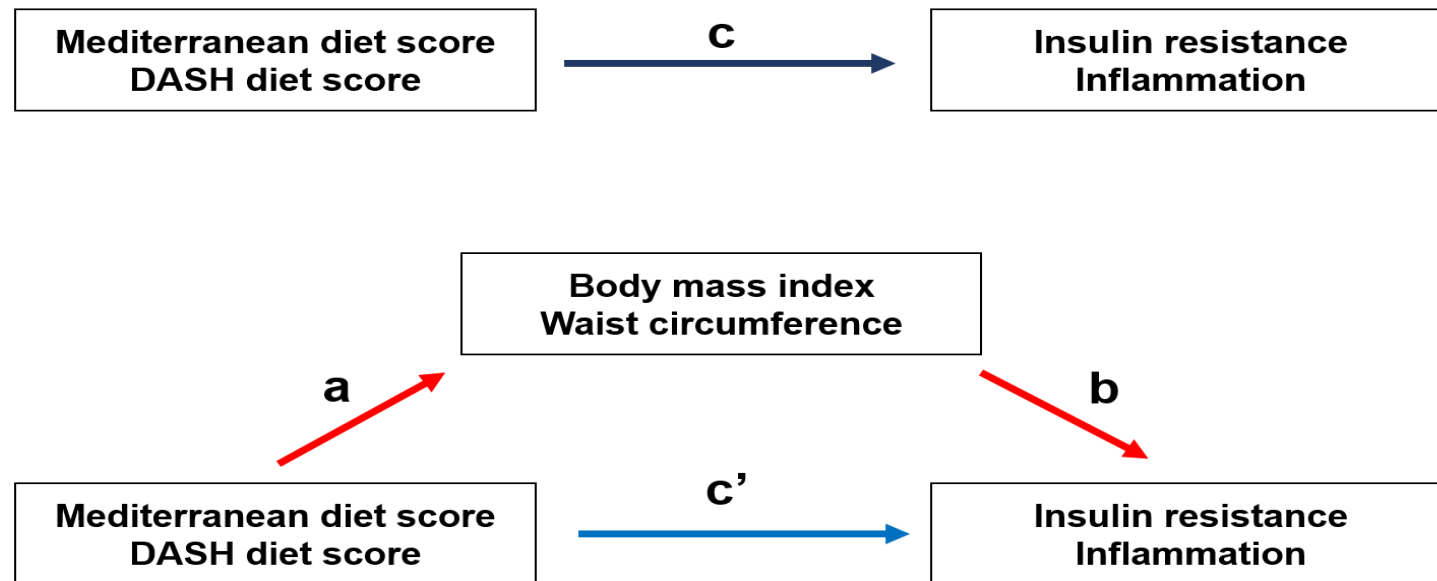 Mediterranean diet score
DASH diet score
c
Insulin resistance
Inflammation
Body mass index
Waist circumference
a
b
Mediterranean diet score
DASH diet score
c’
Insulin resistance
Inflammation